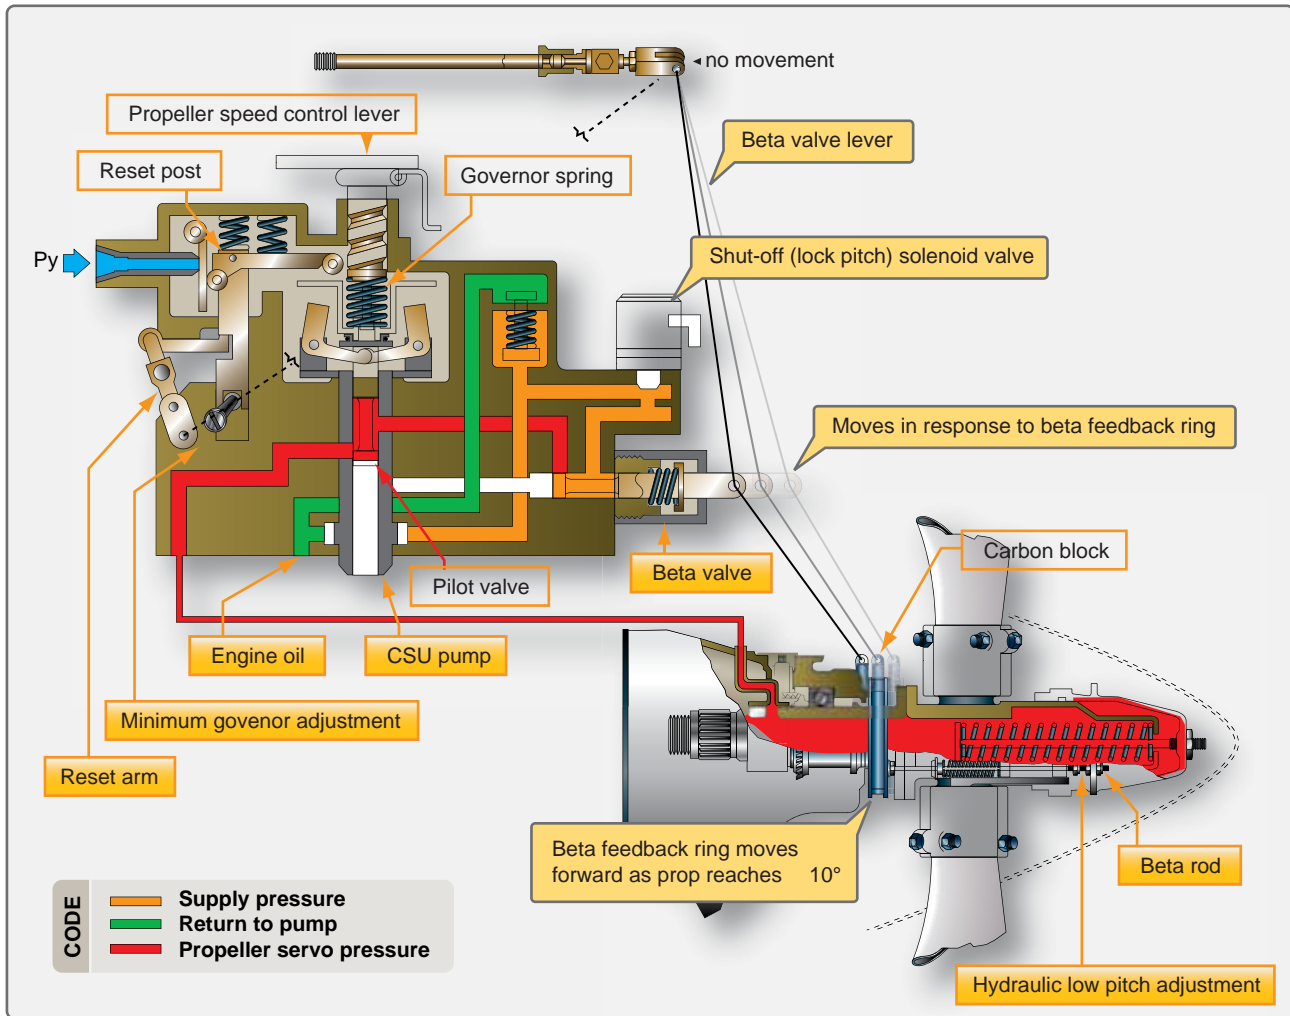 no movement
Propeller speed control lever
Beta valve lever
Reset post
Governor spring
Py
Shut-off (lock pitch) solenoid valve
Moves in response to beta feedback ring
Carbon block
Beta valve
Pilot valve
Engine oil
CSU pump
Minimum govenor adjustment
Reset arm
Beta feedback ring moves
forward as prop reaches 10°
Beta rod
Hydraulic low pitch adjustment
CODE
Supply pressure
Return to pump
Propeller servo pressure